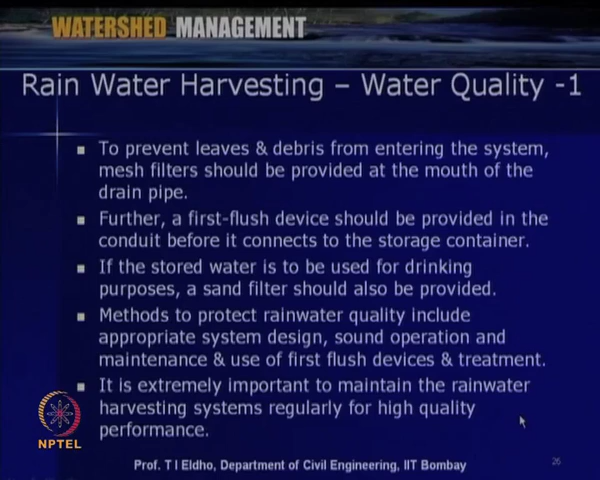 WATERSHED MANAGEMENT
Rain Water Harvesting – Water Quality -1
To prevent leaves & debris from entering the system,
mesh filters should be provided at the mouth of the
drain pipe.
Further, a first-flush device should be provided in the
conduit before it connects to the storage container.
If the stored water is to be used for drinking
purposes, a sand filter should also be provided.
Methods to protect rainwater quality include
appropriate system design, sound operation and
maintenance & use of first flush devices & treatment.
It is extremely important to maintain the rainwater
harvesting systems regularly for high quality
performance.
NPTEL
Prof. T I Eldho, Department of Civil Engineering, IIT Bombay
26